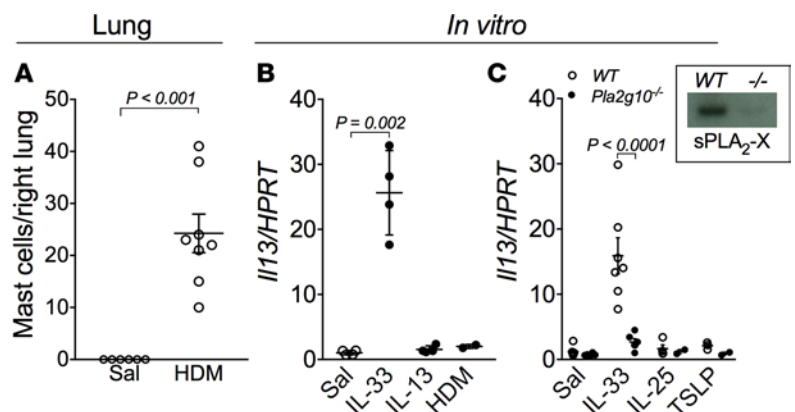 Lung
In vitro
A
Mast cells/right lung
50
40
30
20
10
0
P < 0.001
Sal
HDM
B
Il13/HPRT
40
30
20
10
0
P = 0.002
Sal
IL-33
IL-13
HDM
C
WT
Pla2g10-/-
Il13/HPRT
40
30
20
10
0
P < 0.0001
Sal
IL-33
IL-25
TSLP
WT -/-
sPLA₂-X